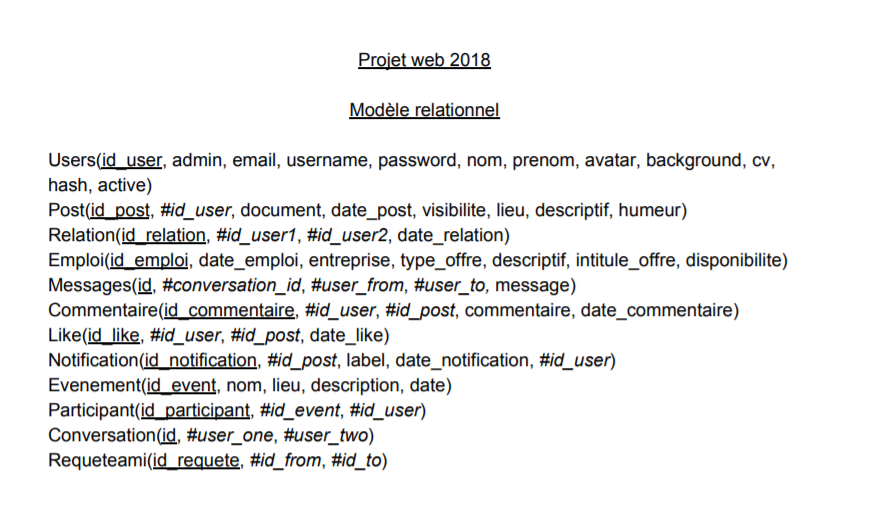 Projet web 2018
Modèle relationnel
Users(id_user, admin, email, username, password, nom, prenom, avatar, background, cv,
hash, active)
Post(id_post, #id_user, document, date_post, visibilite, lieu, descriptif, humeur)
Relation(id_relation, #id_user1, #id_user2, date_relation)
Emploi(id_emploi, date_emploi, entreprise, type_offre, descriptif, intitule_offre, disponibilite)
Messages(id, #conversation_id, #user_from, #user_to, message)
Commentaire(id_commentaire, #id_user, #id_post, commentaire, date_commentaire)
Like(id_like, #id_user, #id_post, date_like)
Notification(id_notification, #id_post, label, date_notification, #id_user)
Evenement(id_event, nom, lieu, description, date)
Participant(id_participant, #id_event, #id_user)
Conversation(id, #user_one, #user_two)
Requeteami(id_requete, #id_from, #id_to)